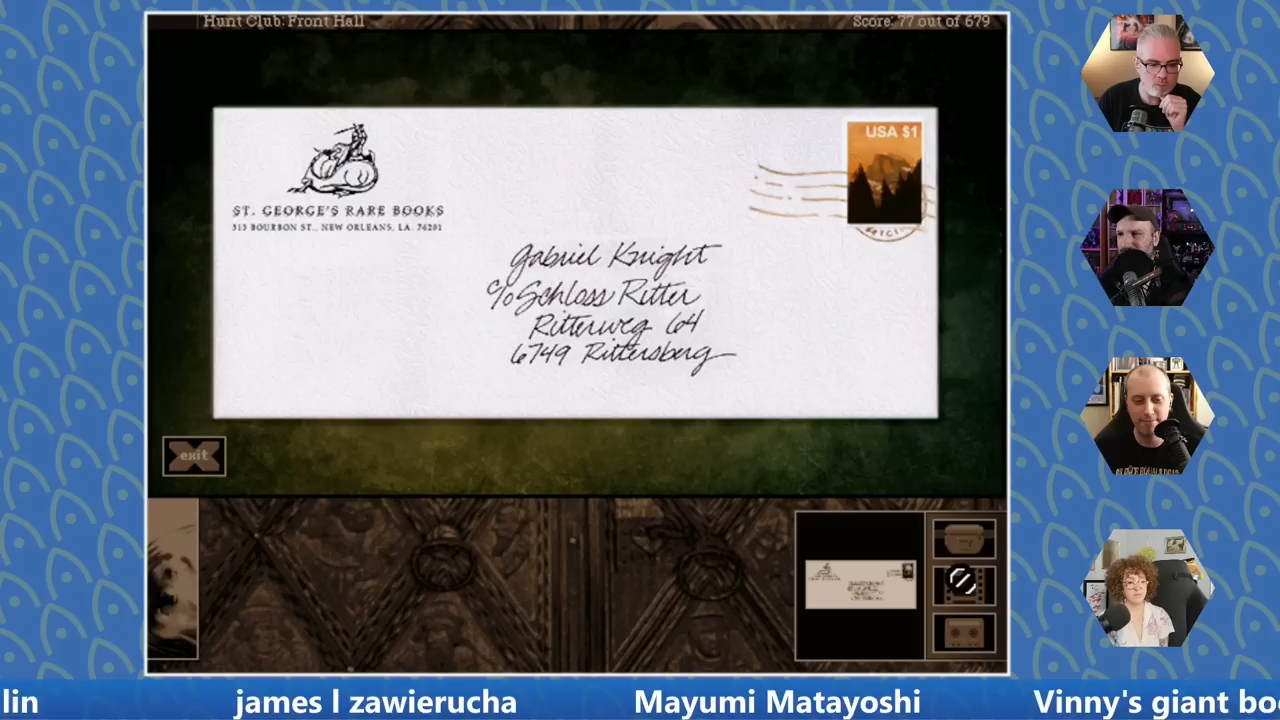 Hunt Club: Front Hall
Score: 77 out of 679
USA $1
ST. GEORGE'S RARE BOOKS
313 BOURBON ST., NEW ORLEANS, LA. 76201
Gabriel Knight
c/o Schloss Ritter
Ritterweg 64
6749 Rittersberg
exit
lin
james l zawierucha
Mayumi Matayoshi
Vinny's giant bo